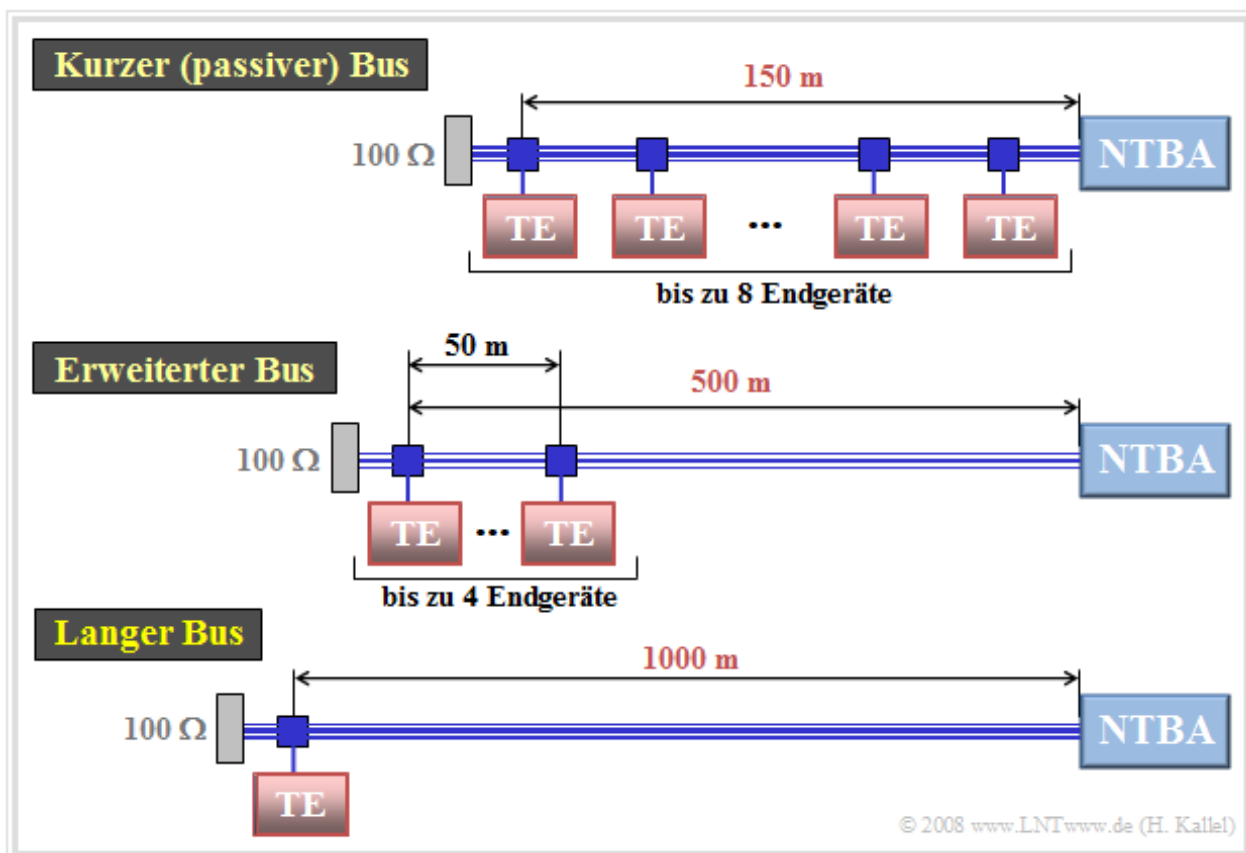 Kurzer (passiver) Bus
150 m
100 Ω
NTBA
TE TE ... TE TE
bis zu 8 Endgeräte
50 m
Erweiterter Bus
500 m
100 Ω
NTBA
TE ... TE
bis zu 4 Endgeräte
Langer Bus
1000 m
100 Ω
NTBA
TE
© 2008 www.LNTwww.de (H. Kallel)